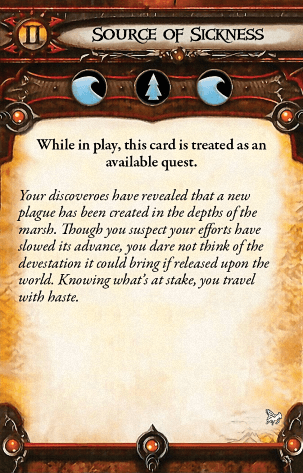 II
Source of Sickness
While in play, this card is treated as an
available quest.
Your discoveroes have revealed that a new
plague has been created in the depths of the
marsh. Though you suspect your efforts have
slowed its advance, you dare not think of the
devestation it could bring if released upon the
world. Knowing what's at stake, you travel
with haste.